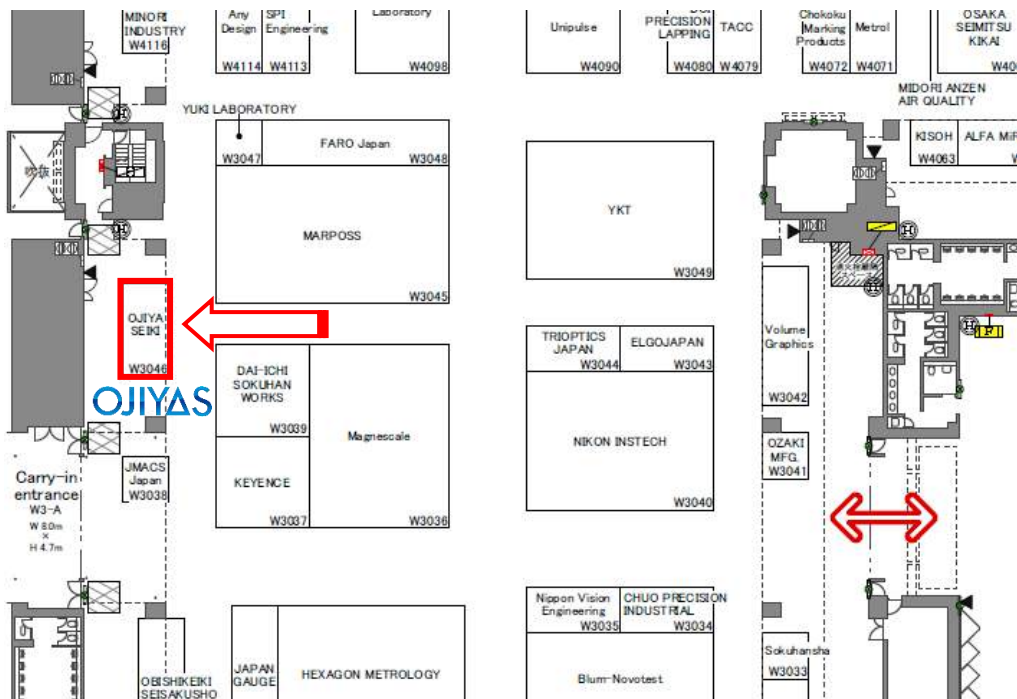 MINORI
INDUSTRY
W4116
Any
Design
W4114
SPI
Engineering
W4113
Laboratory
W4098
Unipulse
W4090
PRECISION
LAPPING
W4080
TACC
W4079
Chokoku
Marking
Products
W4072
Metrol
W4071
OSAKA
SEIMITSU
KIKAI
MIDORI ANZEN
AIR QUALITY
YUKI LABORATORY
W3047
FARO Japan
W3048
KISOH
W4063
ALFA
吹抜
MARPOSS
W3045
YKT
W3049
OJIYA
SEIKI
W3046
OJIYAS
TRIOPTICS
JAPAN
W3044
ELGOJAPAN
W3043
Volume
Graphics
W3042
F
DAI-ICHI
SOKUHAN
WORKS
W3039
Magnescale
W3036
NIKON INSTECH
W3040
OZAKI
MFG.
W3041
Carry-in
entrance
W3-A
W 8.0m
×
H 4.7m
JMACS
Japan
W3038
KEYENCE
W3037
Nippon Vision
Engineering
W3035
CHUO PRECISION
INDUSTRIAL
W3034
Sokuhansha
W3033
OBISHIKEIKI
SEISAKUSHO
JAPAN
GAUGE
HEXAGON METROLOGY
Blum-Novotest